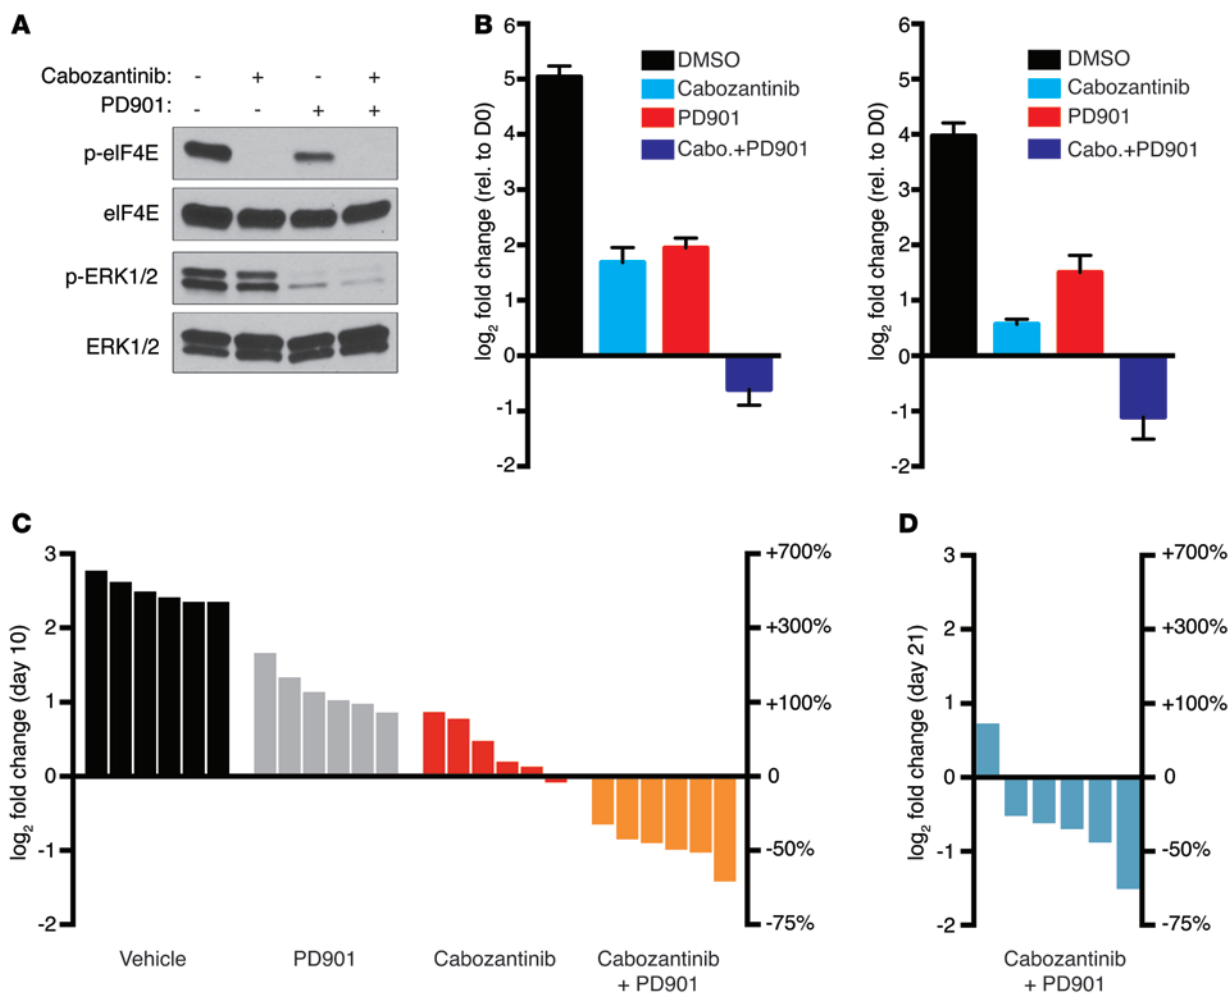 A
Cabozantinib: - + - +
PD901: - - + +
p-eIF4E
eIF4E
p-ERK1/2
ERK1/2
B
log2 fold change (rel. to D0)
6
5
4
3
2
1
0
-1
-2
DMSO
Cabozantinib
PD901
Cabo.+PD901
log2 fold change (rel. to D0)
6
5
4
3
2
1
0
-1
-2
DMSO
Cabozantinib
PD901
Cabo.+PD901
C
log2 fold change (day 10)
3
2
1
0
-1
-2
+700%
+300%
+100%
0
-50%
-75%
Vehicle
PD901
Cabozantinib
Cabozantinib
+ PD901
D
log2 fold change (day 21)
3
2
1
0
-1
-2
+700%
+300%
+100%
0
-50%
-75%
Cabozantinib
+ PD901